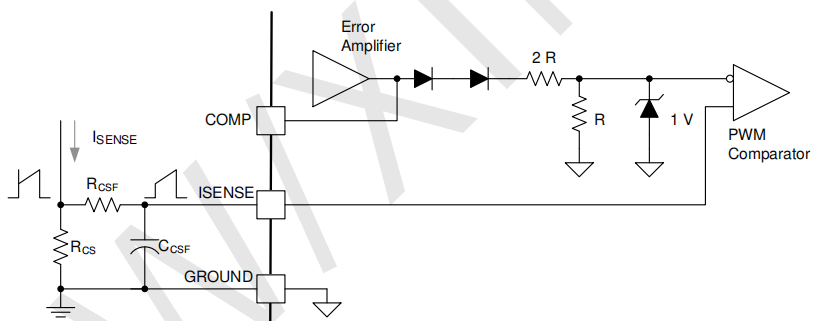 Error
Amplifier
2 R
COMP
R
1 V
PWM
Comparator
ISENSE
RCSF
ISENSE
RCS
CCSF
GROUND